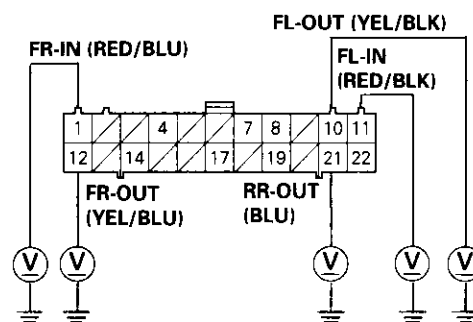 FL-OUT (YEL/BLK)
FR-IN (RED/BLU)
FL-IN
(RED/BLK)
1 4 7 8 10 11
12 14 17 19 21 22
FR-OUT
(YEL/BLU)
RR-OUT
(BLU)
V V V V V